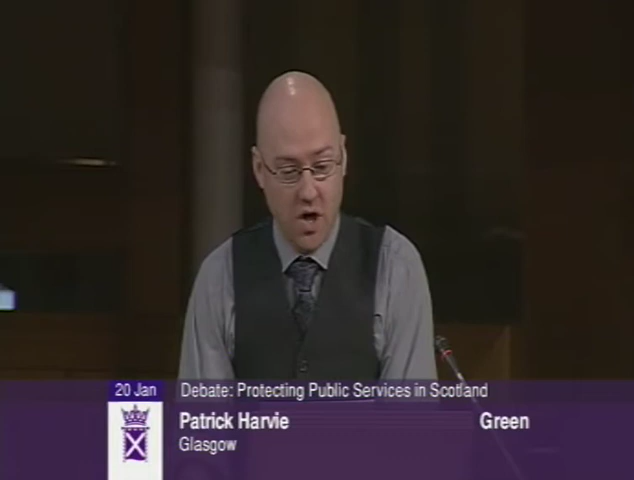 20 Jan Debate: Protecting Public Services in Scotland
Patrick Harvie Green
Glasgow